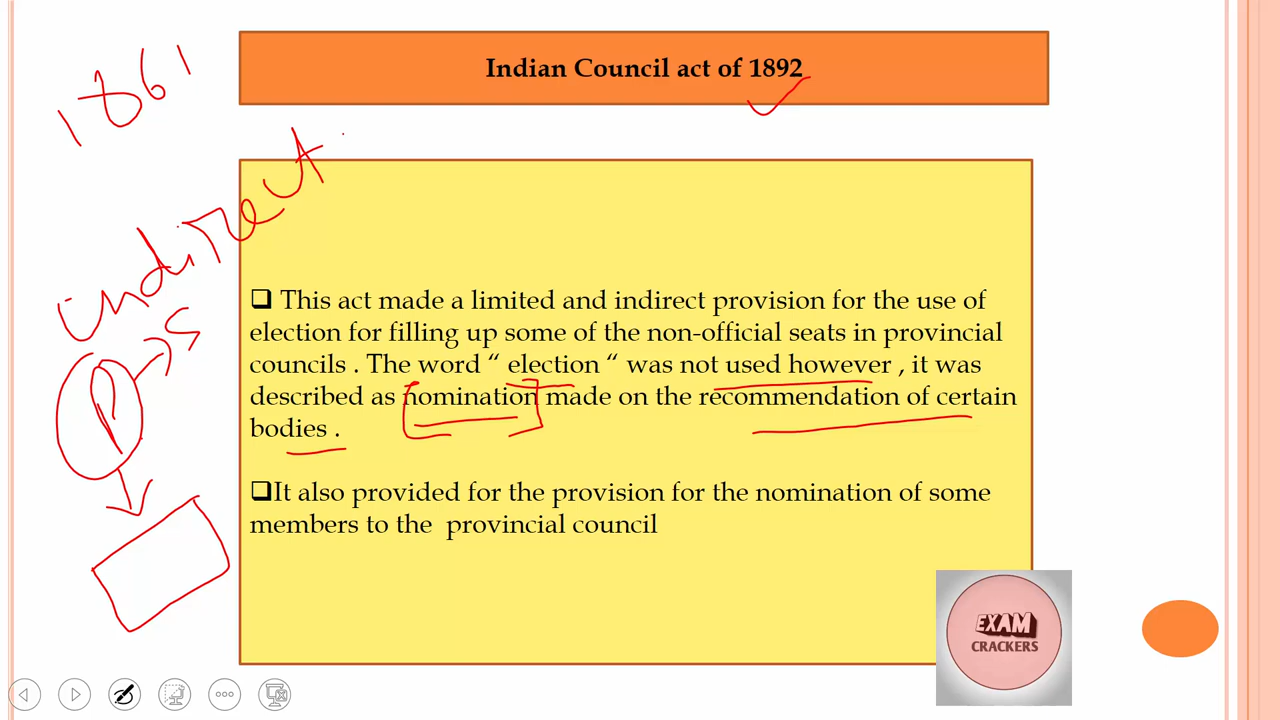 Indian Council act of 1892
1861
indirect
❑ This act made a limited and indirect provision for the use of
election for filling up some of the non-official seats in provincial
councils . The word “ election “ was not used however , it was
described as nomination made on the recommendation of certain
bodies .
P
S
❑It also provided for the provision for the nomination of some
members to the provincial council
EXAM
CRACKERS